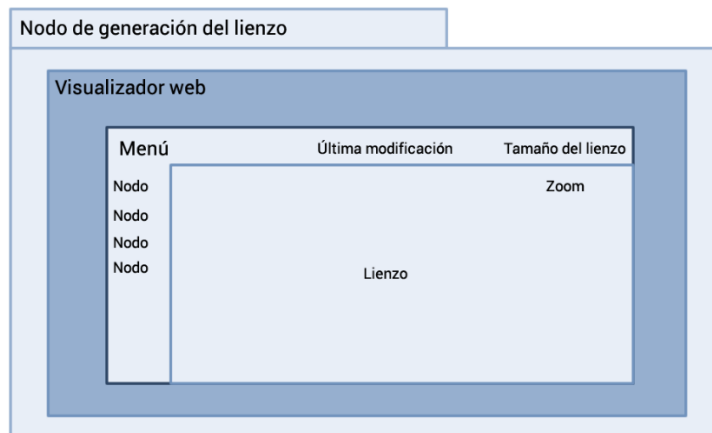 Nodo de generación del lienzo
Visualizador web
Menú
Última modificación
Tamaño del lienzo
Nodo
Zoom
Nodo
Nodo
Nodo
Lienzo